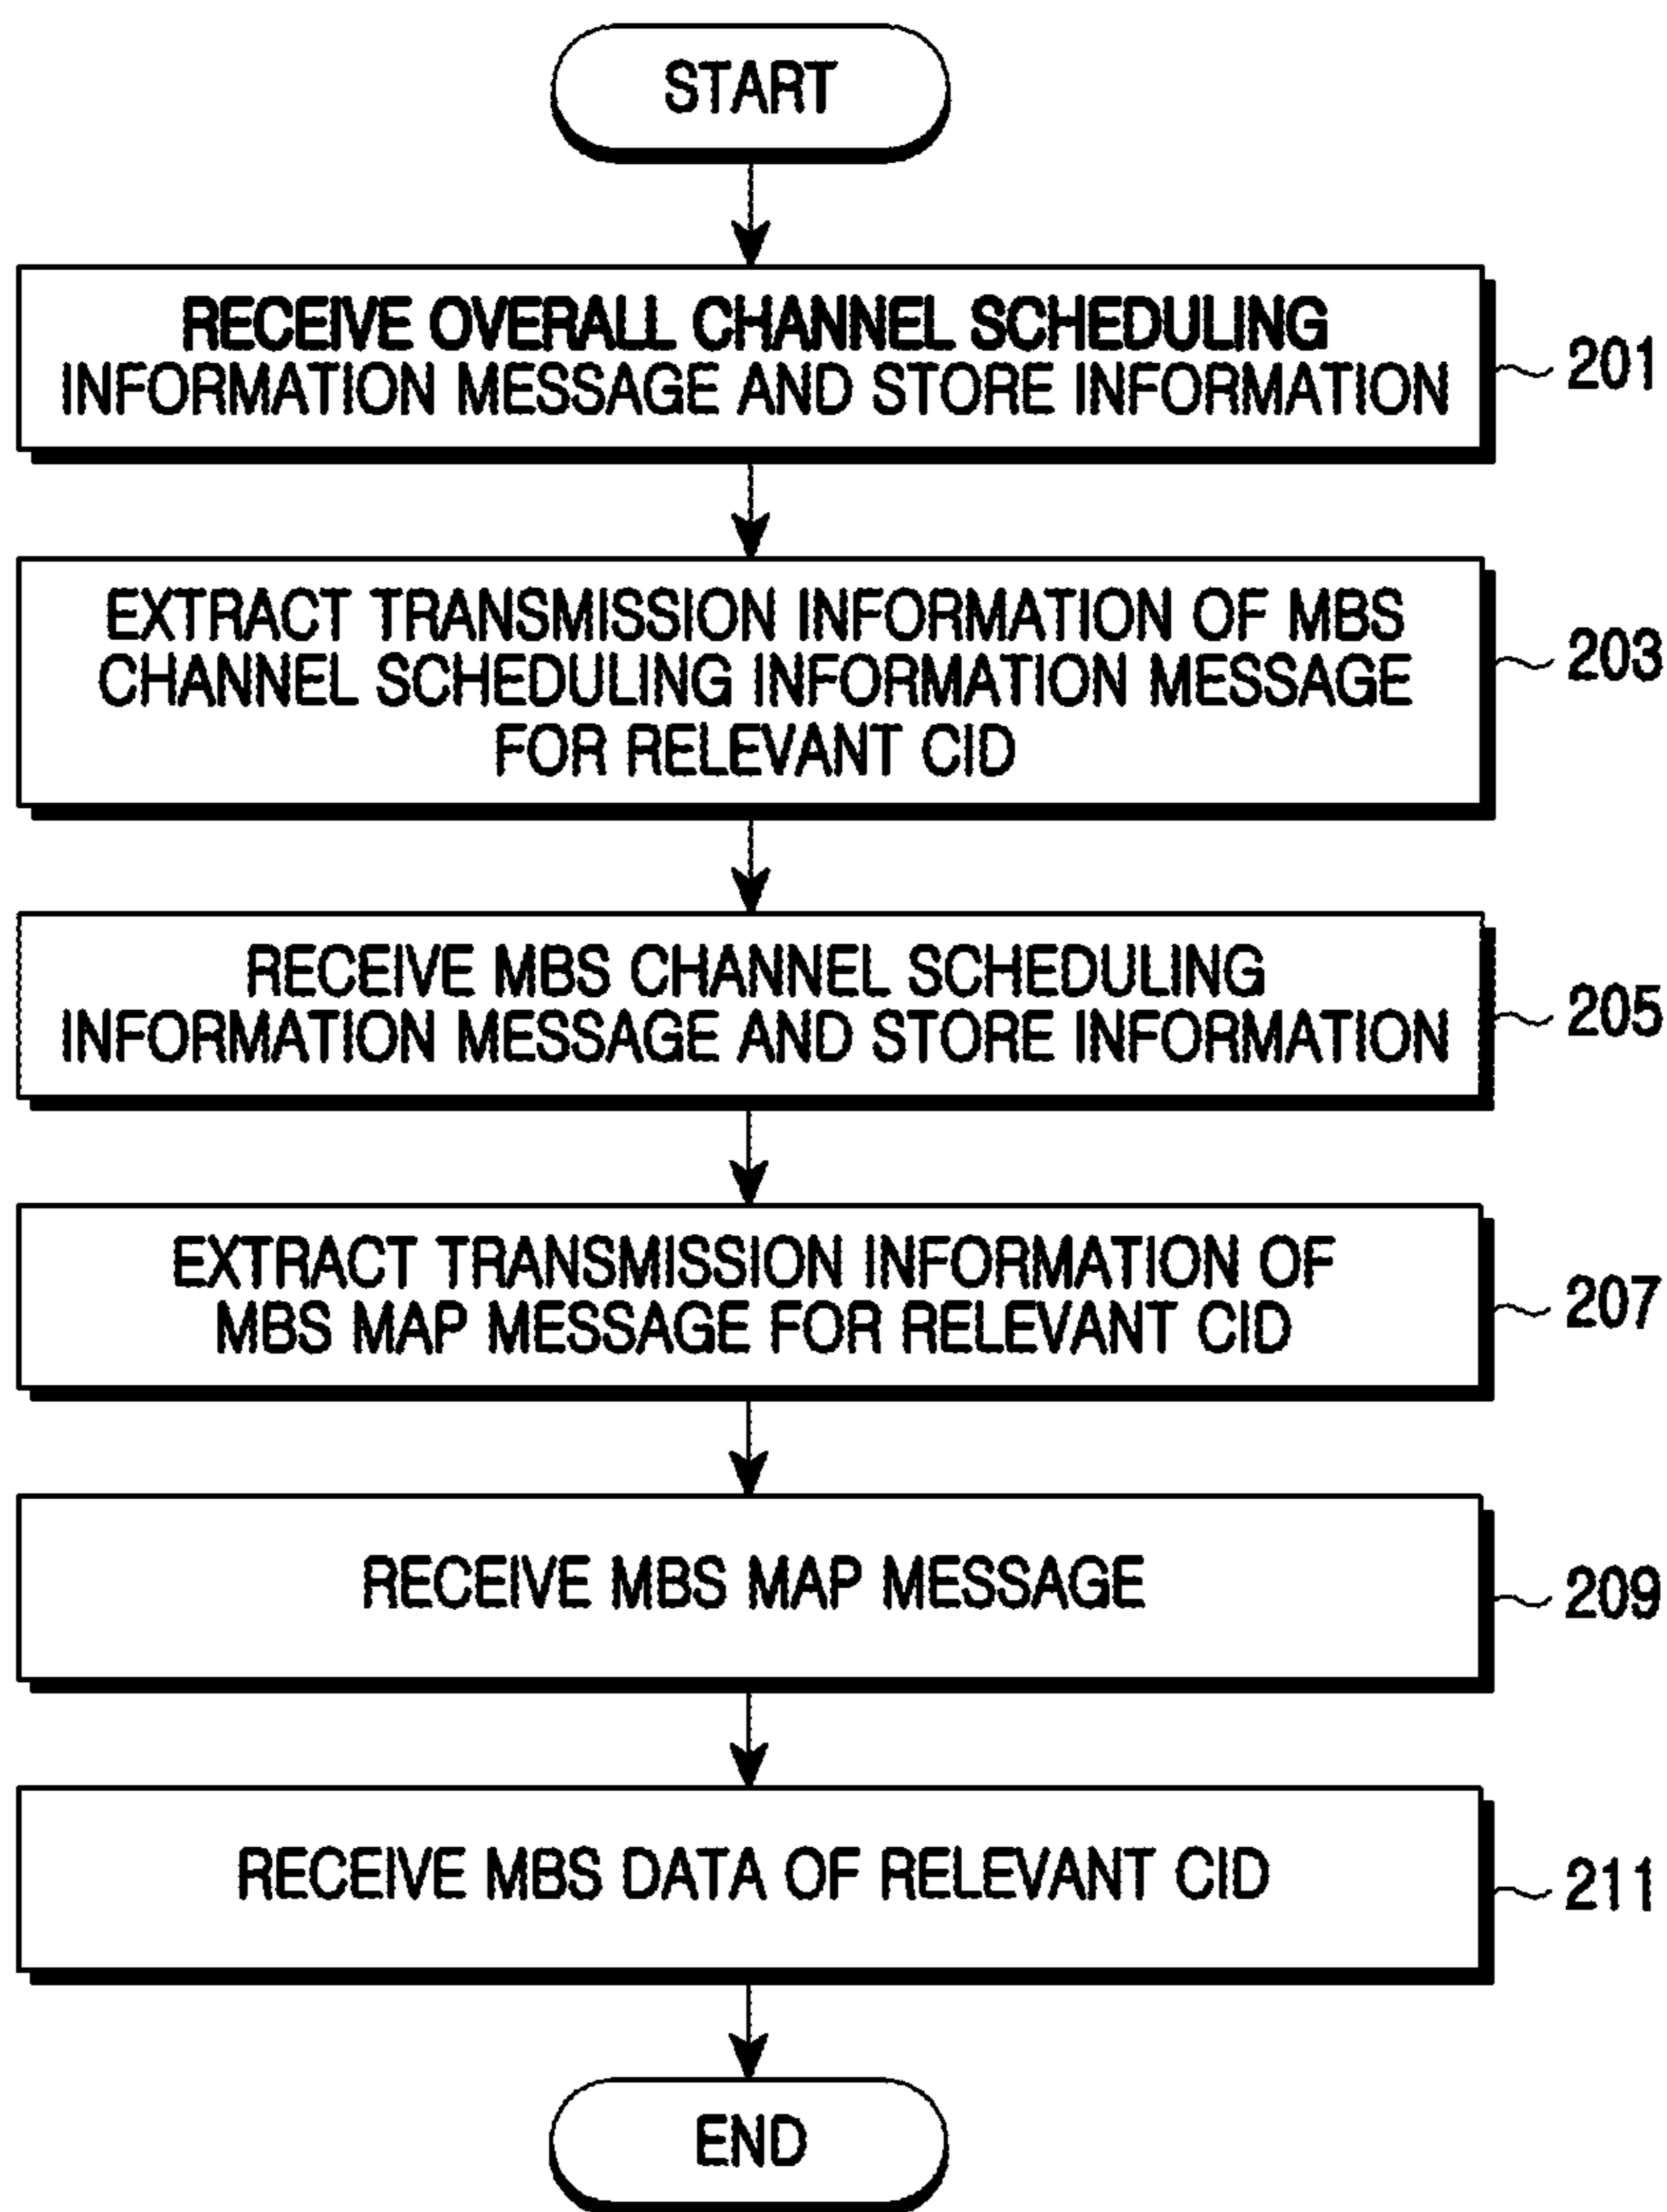 START
RECEIVE OVERALL CHANNEL SCHEDULING
INFORMATION MESSAGE AND STORE INFORMATION
201
EXTRACT TRANSMISSION INFORMATION OF MBS
CHANNEL SCHEDULING INFORMATION MESSAGE
FOR RELEVANT CID
203
RECEIVE MBS CHANNEL SCHEDULING
INFORMATION MESSAGE AND STORE INFORMATION
205
EXTRACT TRANSMISSION INFORMATION OF
MBS MAP MESSAGE FOR RELEVANT CID
207
RECEIVE MBS MAP MESSAGE
209
RECEIVE MBS DATA OF RELEVANT CID
211
END